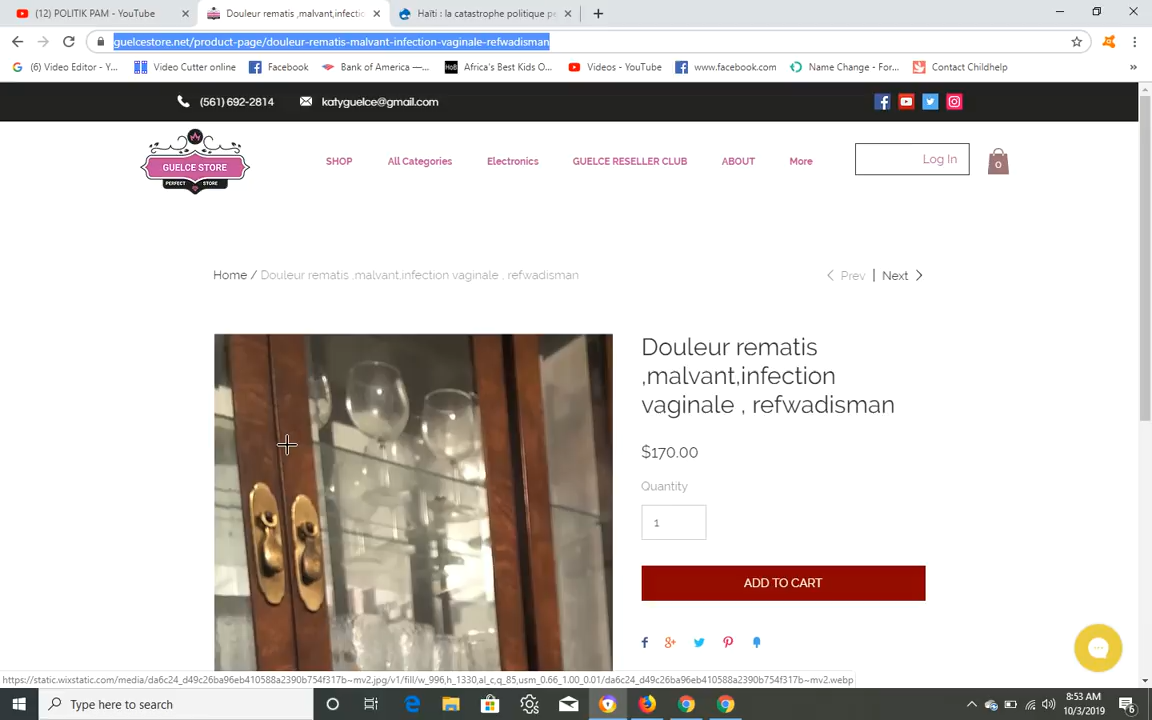 (12) POLITIK PAM - YouTube
Douleur rematis ,malvant,infectio
Haïti : la catastrophe politique pe
guelcestore.net/product-page/douleur-rematis-malvant-infection-vaginale-refwadisman
(6) Video Editor - Y...
Video Cutter online
Facebook
Bank of America —...
Africa's Best Kids O...
Videos - YouTube
www.facebook.com
Name Change - For...
Contact Childhelp
(561) 692-2814
katyguelce@gmail.com
GUELCE STORE
PERFECT STORE
SHOP
All Categories
Electronics
GUELCE RESELLER CLUB
ABOUT
More
Log In
0
Home / Douleur rematis ,malvant,infection vaginale , refwadisman
Prev | Next
Douleur rematis
,malvant,infection
vaginale , refwadisman
$170.00
Quantity
1
ADD TO CART
https://static.wixstatic.com/media/da6c24_d49c26ba96eb410588a2390b754f317b~mv2.jpg/v1/fill/w_996,h_1330,al_c,q_85,usm_0.66_1.00_0.01/da6c24_d49c26ba96eb410588a2390b754f317b~mv2.webp
Type here to search
8:53 AM
10/3/2019
6